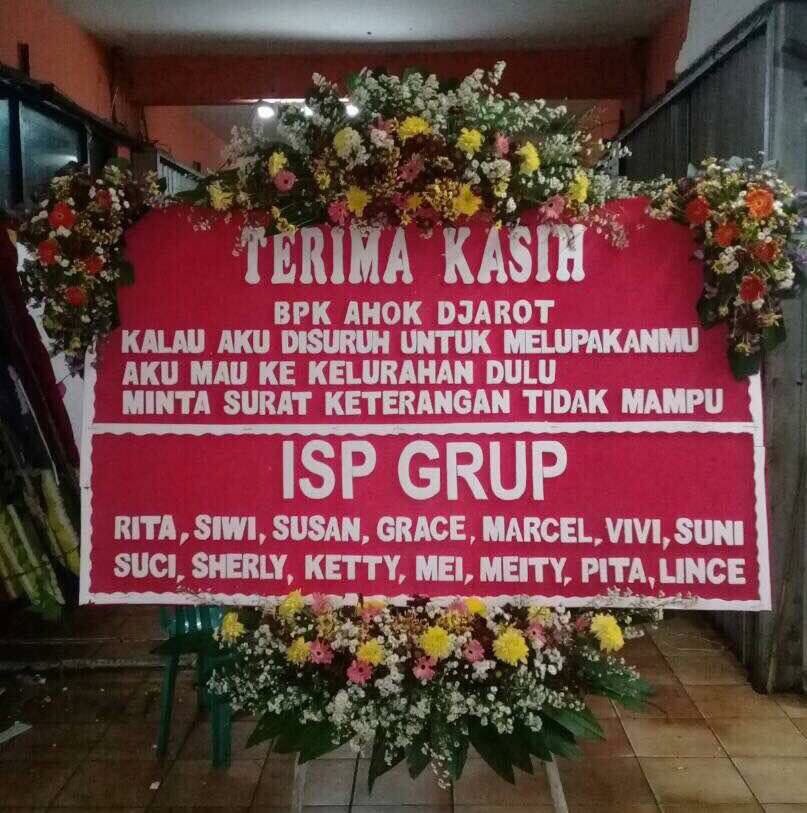 TERIMA KASIH
BPK AHOK DJAROT
KALAU AKU DISURUH UNTUK MELUPAKANMU
AKU MAU KE KELURAHAN DULU
MINTA SURAT KETERANGAN TIDAK MAMPU
ISP GRUP
RITA, SIWI, SUSAN, GRACE, MARCEL, VIVI, SUNI
SUCI, SHERLY, KETTY, MEI, MEITY, PITA, LINCE